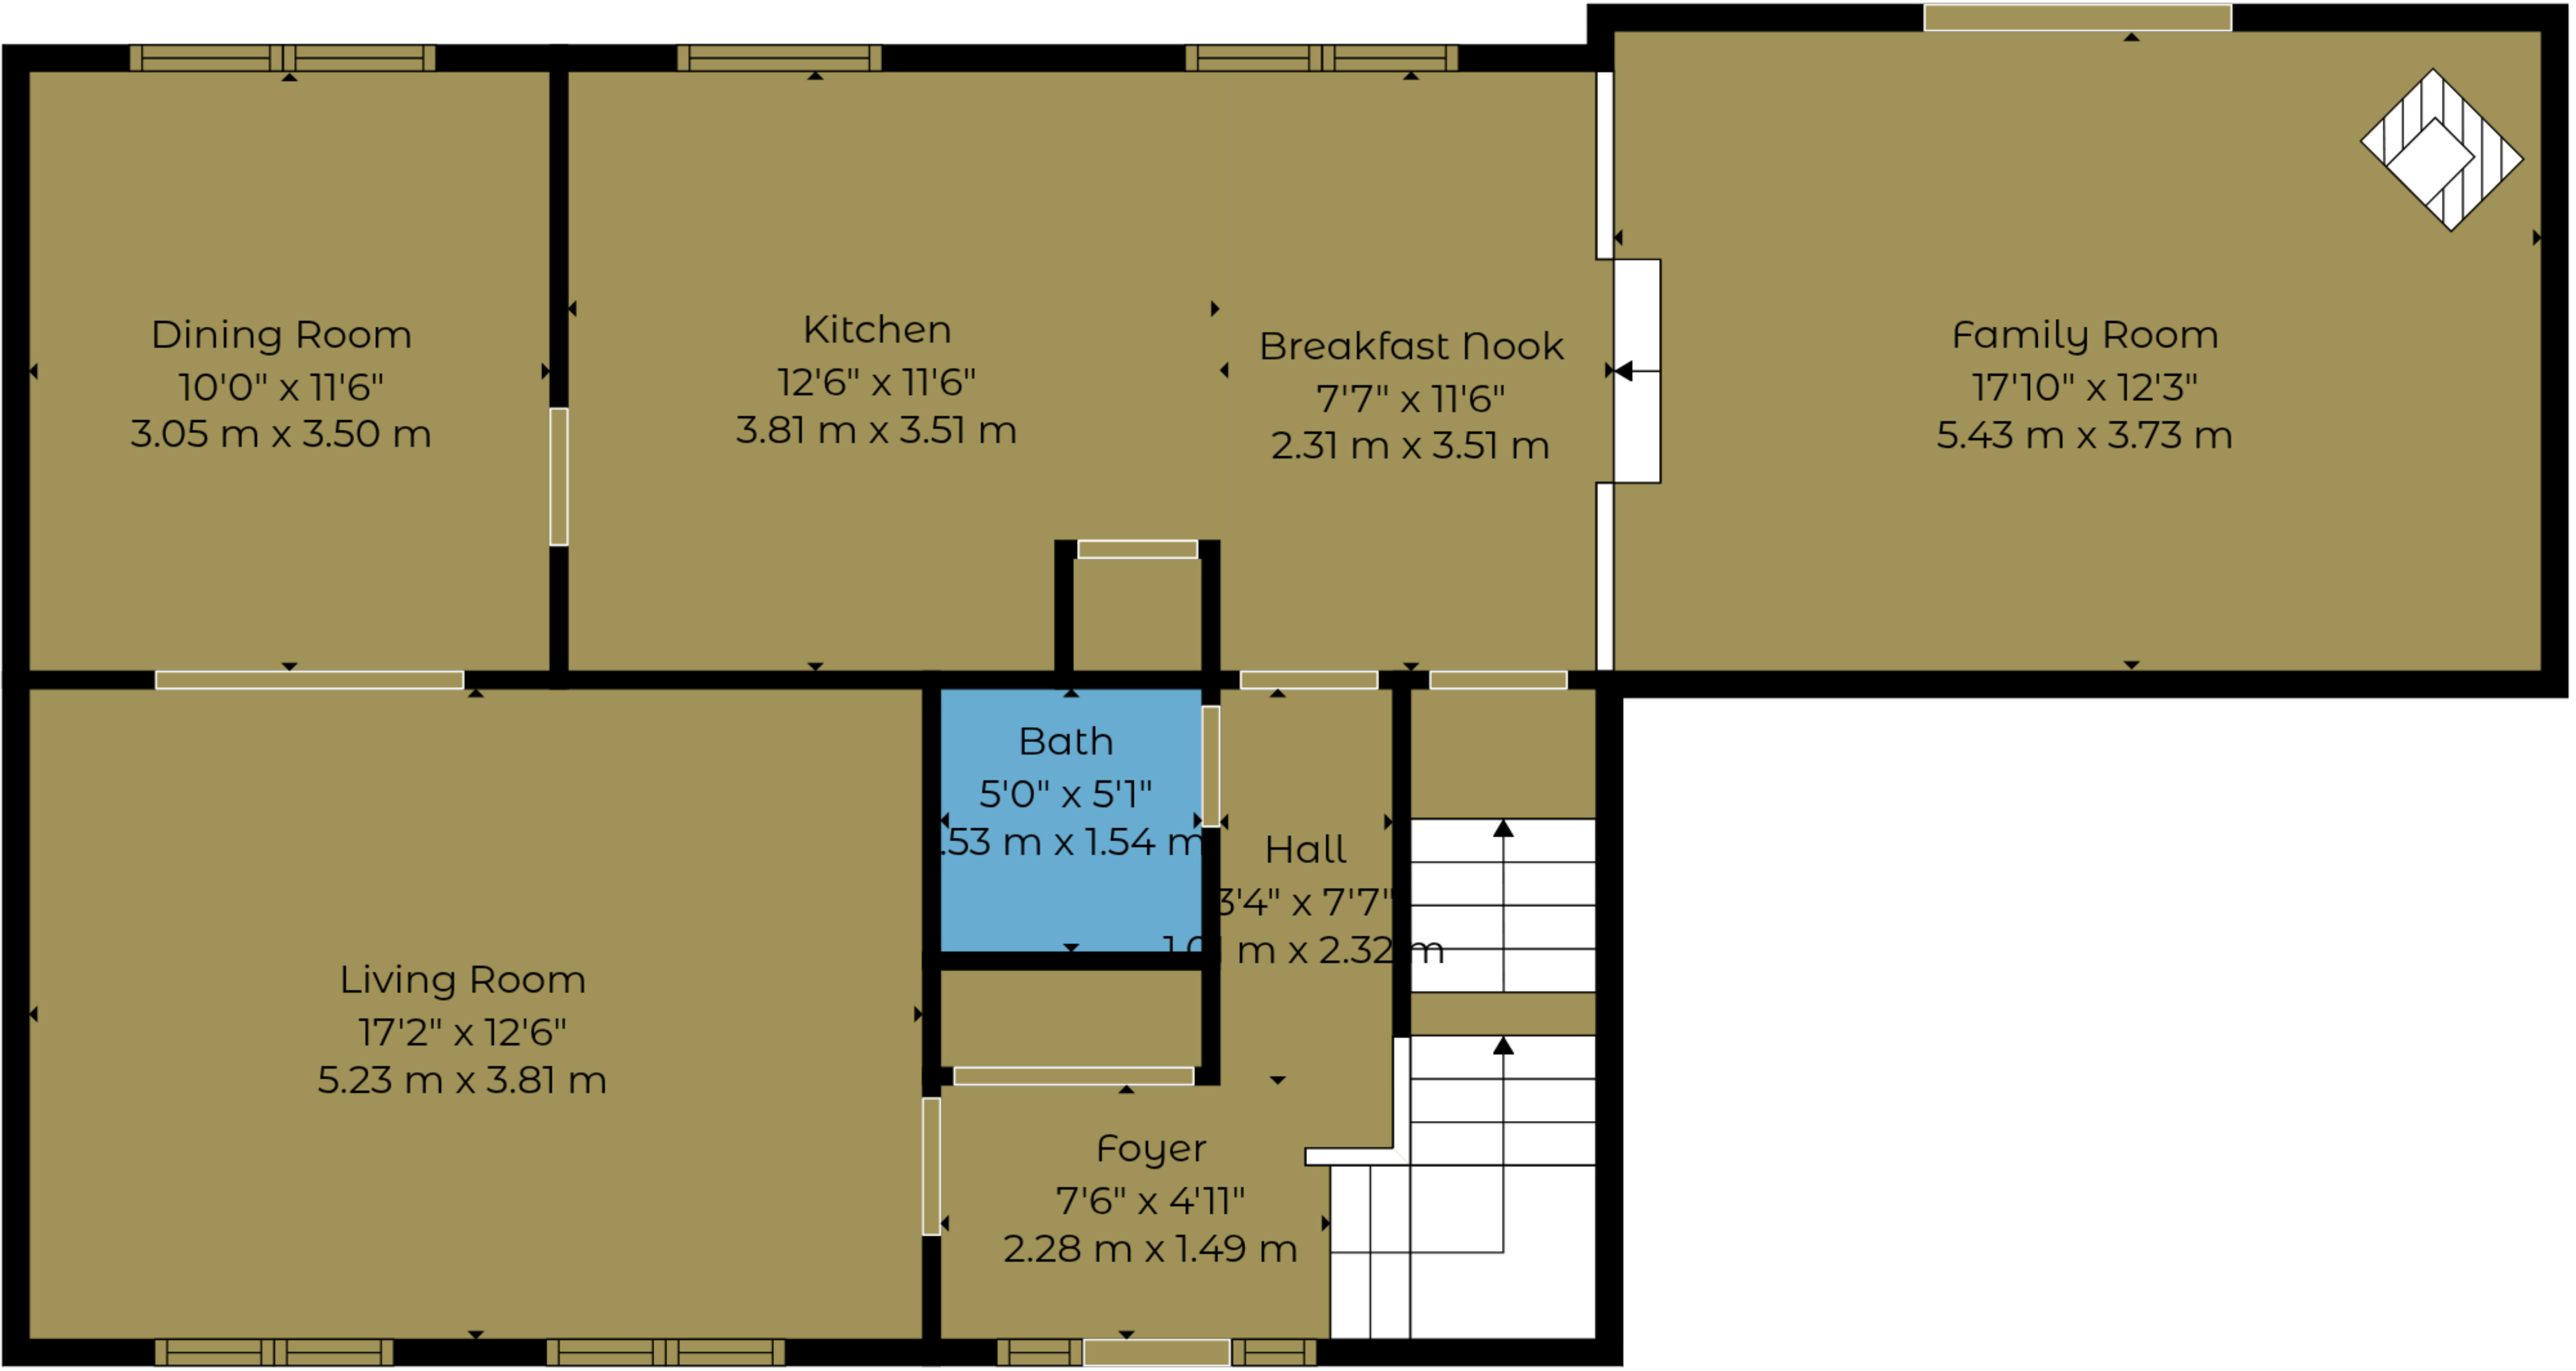 Dining Room
10'0" x 11'6"
3.05 m x 3.50 m
Kitchen
12'6" x 11'6"
3.81 m x 3.51 m
Breakfast Nook
7'7" x 11'6"
2.31 m x 3.51 m
Family Room
17'10" x 12'3"
5.43 m x 3.73 m
Bath
5'0" x 5'1"
.53 m x 1.54 m
Hall
3'4" x 7'7"
m x 2.32 m
Living Room
17'2" x 12'6"
5.23 m x 3.81 m
Foyer
7'6" x 4'11"
2.28 m x 1.49 m